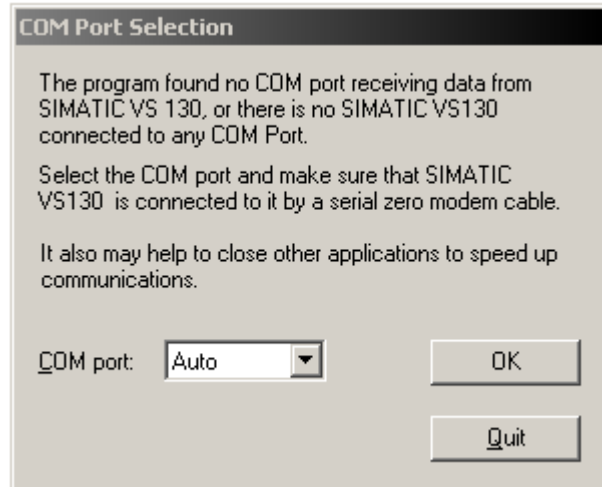 COM Port Selection
The program found no COM port receiving data from
SIMATIC VS 130, or there is no SIMATIC VS130
connected to any COM Port.
Select the COM port and make sure that SIMATIC
VS130  is connected to it by a serial zero modem cable.
It also may help to close other applications to speed up
communications.
COM port: Auto OK
Quit